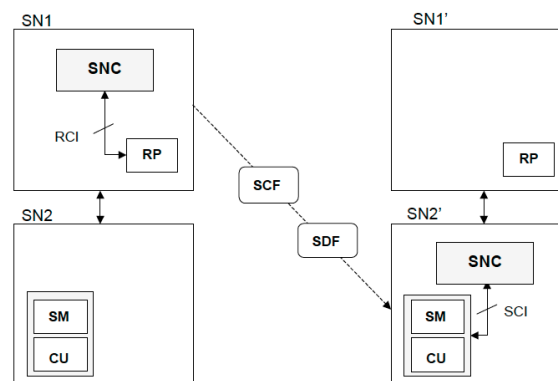 SN1
SNC
RCI
RP
SN2
SM
CU
SCF
SDF
SN1’
RP
SN2’
SNC
SM
SCI
CU